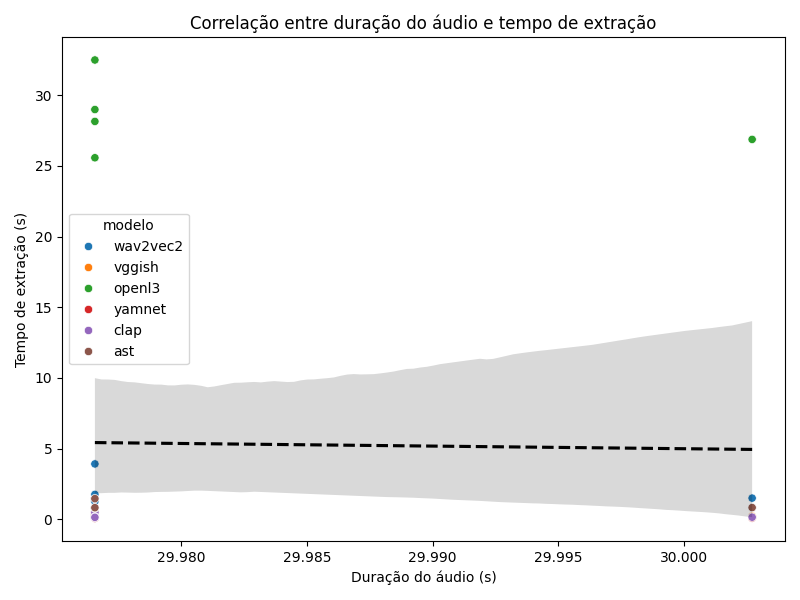 Correlação entre duração do áudio e tempo de extração
Tempo de extração (s)
30
25
20
15
10
5
0
modelo
wav2vec2
vggish
openl3
yamnet
clap
ast
29.980
29.985
29.990
29.995
30.000
Duração do áudio (s)